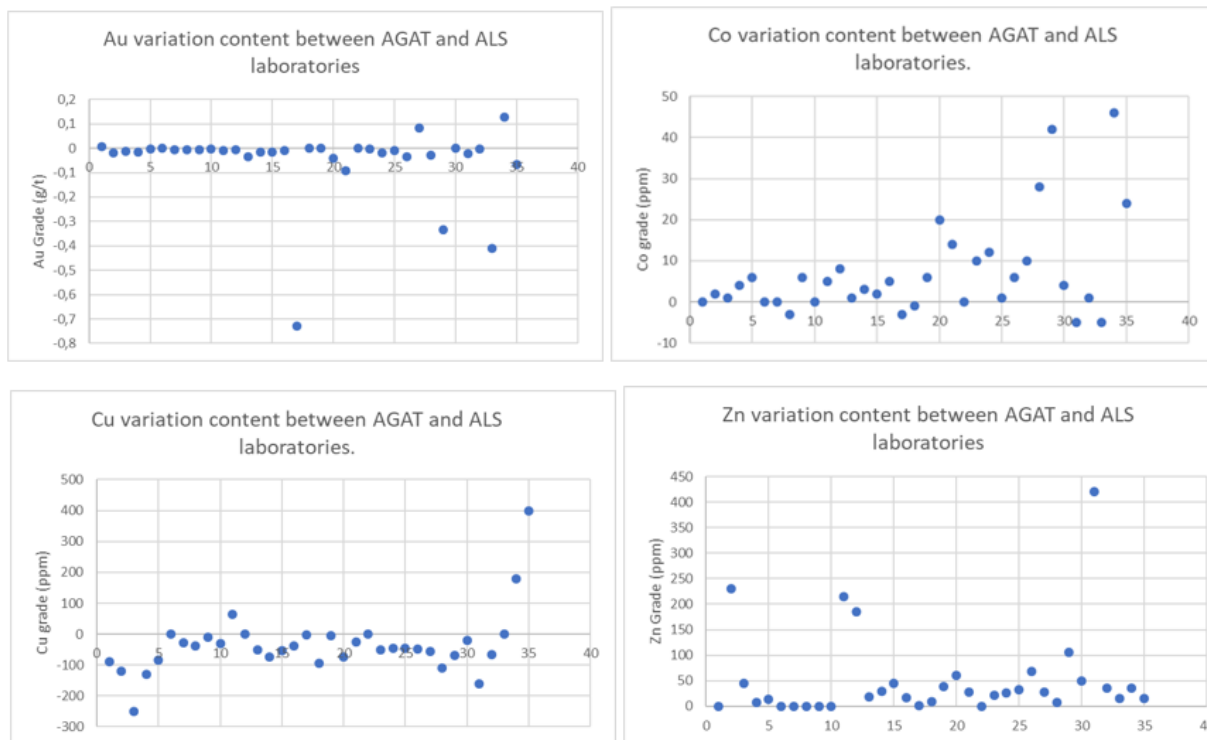 Au variation content between AGAT and ALS
laboratories
0,2
0,1
0
-0,1
-0,2
-0,3
-0,4
-0,5
-0,6
-0,7
-0,8
0 5 10 15 20 25 30 35 40
Au Grade (g/t)
Co variation content between AGAT and ALS
laboratories.
50
40
30
20
10
0
-10
0 5 10 15 20 25 30 35 40
Co grade (ppm)
Cu variation content between AGAT and ALS
laboratories.
500
400
300
200
100
0
-100
-200
-300
0 5 10 15 20 25 30 35 40
Cu grade (ppm)
Zn variation content between AGAT and ALS
laboratories
450
400
350
300
250
200
150
100
50
0
0 5 10 15 20 25 30 35 40
Zn Grade (ppm)